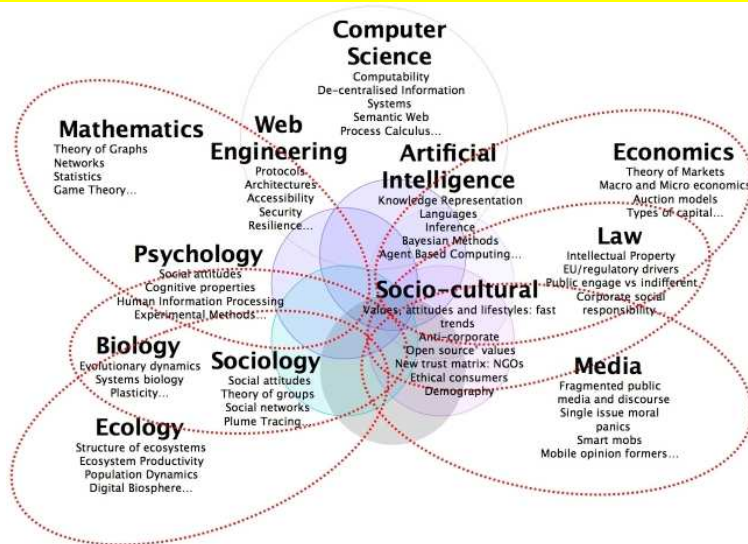 Computer
Science
Computability
De-centralised Information
Systems
Semantic Web
Process Calculus...
Mathematics
Theory of Graphs
Networks
Statistics
Game Theory...
Web
Engineering
Protocols
Architectures
Accessibility
Security
Resilience...
Artificial
Intelligence
Knowledge Representation
Languages
Inference
Bayesian Methods
Agent Based Computing...
Economics
Theory of Markets
Macro and Micro economics
Auction models
Types of capital...
Law
Intellectual Property
EU/regulatory drivers
Public engage vs indifferent
Corporate social
responsibility
Psychology
Social attitudes
Cognitive properties
Human Information Processing
Experimental Methods...
Socio-cultural
Values, attitudes and lifestyles: fast
trends
Anti-corporate
'Open source' values
New trust matrix: NGOs
Ethical consumers
Demography
Biology
Evolutionary dynamics
Systems biology
Plasticity...
Sociology
Social attitudes
Theory of groups
Social networks
Plume Tracing...
Media
Fragmented public
media and discourse
Single issue moral
panics
Smart mobs
Mobile opinion formers...
Ecology
Structure of ecosystems
Ecosystem Productivity
Population Dynamics
Digital Biosphere...